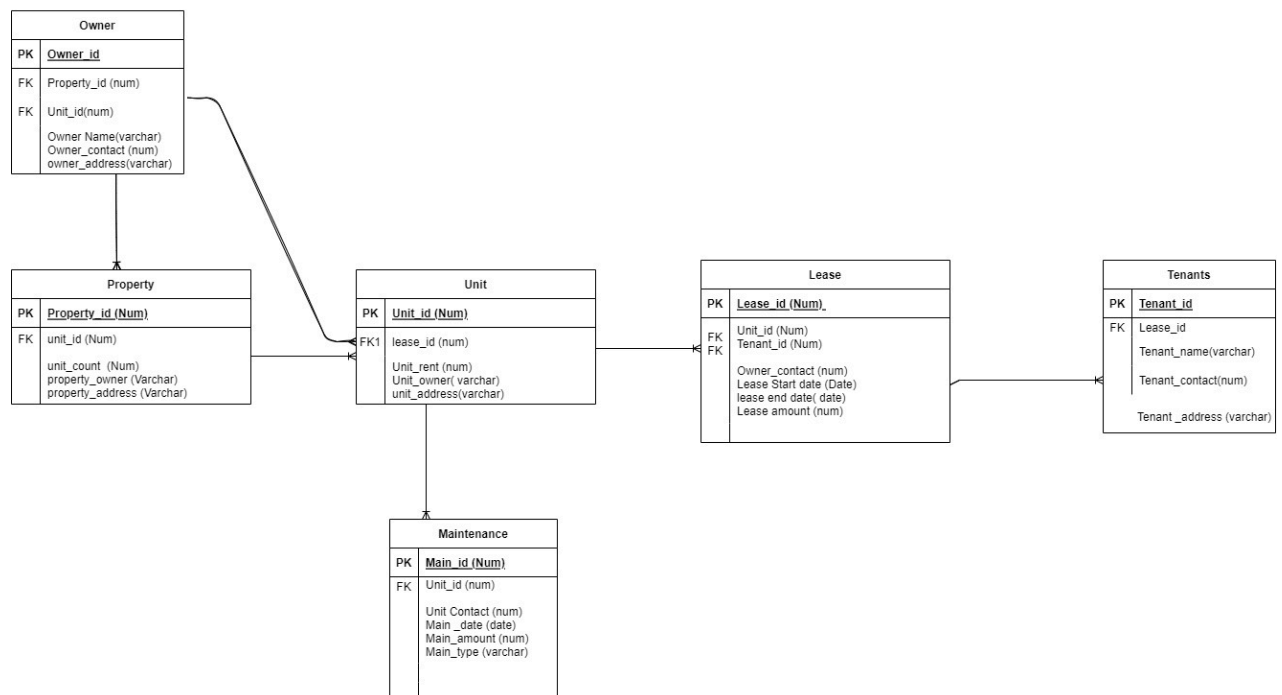 Owner
PK Owner_id
FK Property_id (num)
FK Unit_id(num)
Owner Name(varchar)
Owner_contact (num)
owner_address(varchar)
Property
PK Property_id (Num)
FK unit_id (Num)
unit_count (Num)
property_owner (Varchar)
property_address (Varchar)
Unit
PK Unit_id (Num)
FK1 lease_id (num)
Unit_rent (num)
Unit_owner( varchar)
unit_address(varchar)
Lease
PK Lease_id (Num)
FK Unit_id (Num)
FK Tenant_id (Num)
Owner_contact (num)
Lease Start date (Date)
lease end date( date)
Lease amount (num)
Tenants
PK Tenant_id
FK Lease_id
Tenant_name(varchar)
Tenant_contact(num)
Tenant _address (varchar)
Maintenance
PK Main_id (Num)
FK Unit_id (num)
Unit Contact (num)
Main _date (date)
Main_amount (num)
Main_type (varchar)